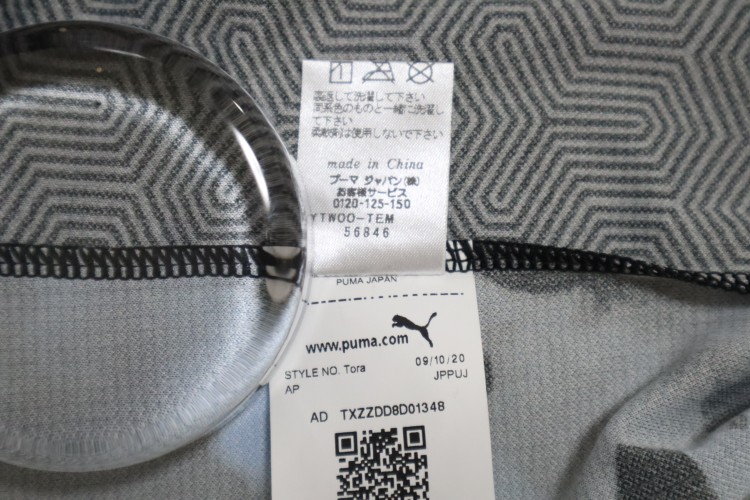 裏返して洗濯して下さい
同系色のものと一緒に洗濯し
て下さい
柔軟剤は使用しないで下さい
made in China
プーマ ジャパン(株)
お客様サービス
0120-125-150
YTWOO-TEM
56846
PUMA JAPAN
www.puma.com
STYLE NO. Tora 09/10/20
AP JPPUJ
AD TXZZDD8D01348